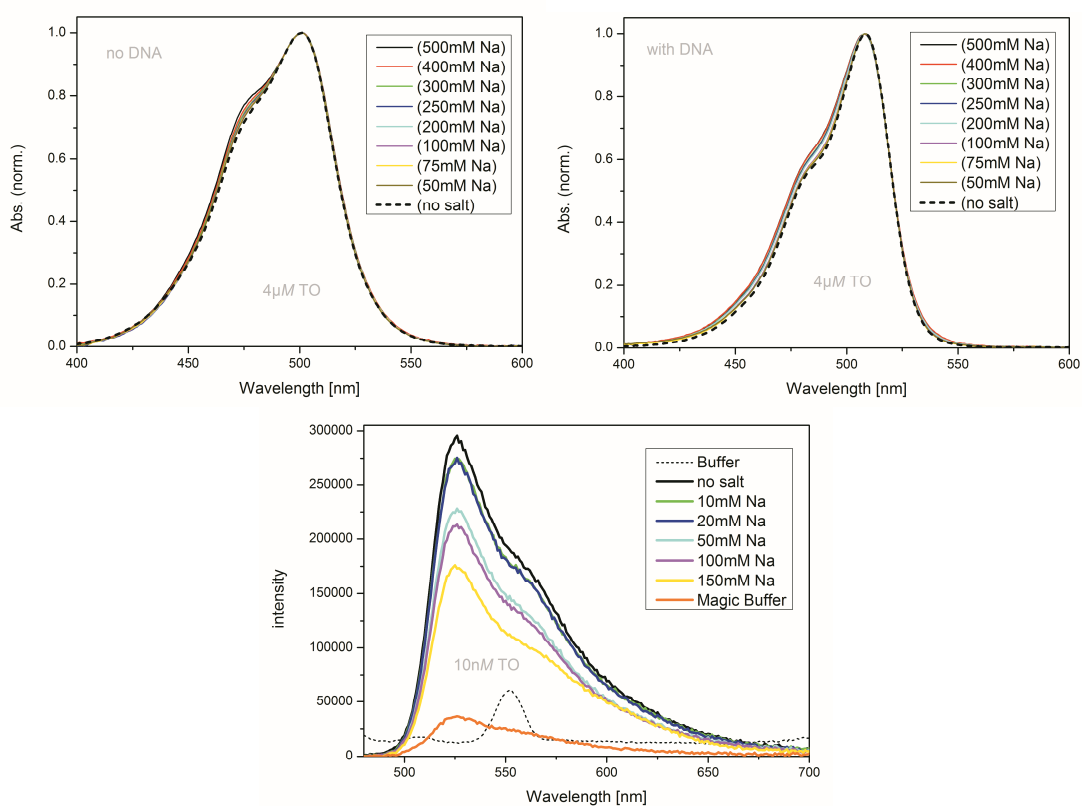 no DNA
(500mM Na)
(400mM Na)
(300mM Na)
(250mM Na)
(200mM Na)
(100mM Na)
(75mM Na)
(50mM Na)
(no salt)
4µM TO
1.0
0.8
0.6
0.4
0.2
0.0
Abs (norm.)
400
450
500
550
600
Wavelength [nm]
with DNA
(500mM Na)
(400mM Na)
(300mM Na)
(250mM Na)
(200mM Na)
(100mM Na)
(75mM Na)
(50mM Na)
(no salt)
4µM TO
1.0
0.8
0.6
0.4
0.2
0.0
Abs. (norm.)
400
450
500
550
600
Wavelength [nm]
300000
250000
200000
150000
100000
50000
0
intensity
Buffer
no salt
10mM Na
20mM Na
50mM Na
100mM Na
150mM Na
Magic Buffer
10nM TO
500
550
600
650
700
Wavelength [nm]